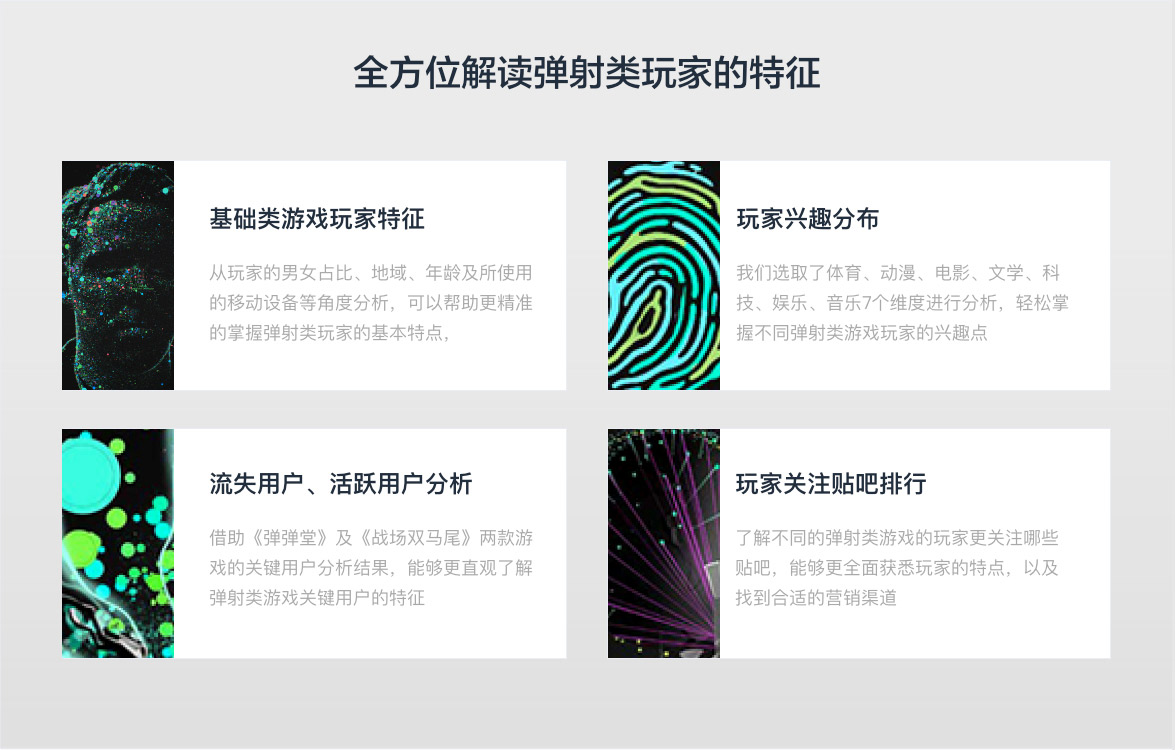 全方位解读弹射类玩家的特征
基础类游戏玩家特征
从玩家的男女占比、地域、年龄及所使用
的移动设备等角度分析，可以帮助更精准
的掌握弹射类玩家的基本特点，
玩家兴趣分布
我们选取了体育、动漫、电影、文学、科
技、娱乐、音乐7个维度进行分析，轻松掌
握不同弹射类游戏玩家的兴趣点
流失用户、活跃用户分析
借助《弹弹堂》及《战场双马尾》两款游
戏的关键用户分析结果，能够更直观了解
弹射类游戏关键用户的特征
玩家关注贴吧排行
了解不同的弹射类游戏的玩家更关注哪些
贴吧，能够更全面获悉玩家的特点，以及
找到合适的营销渠道